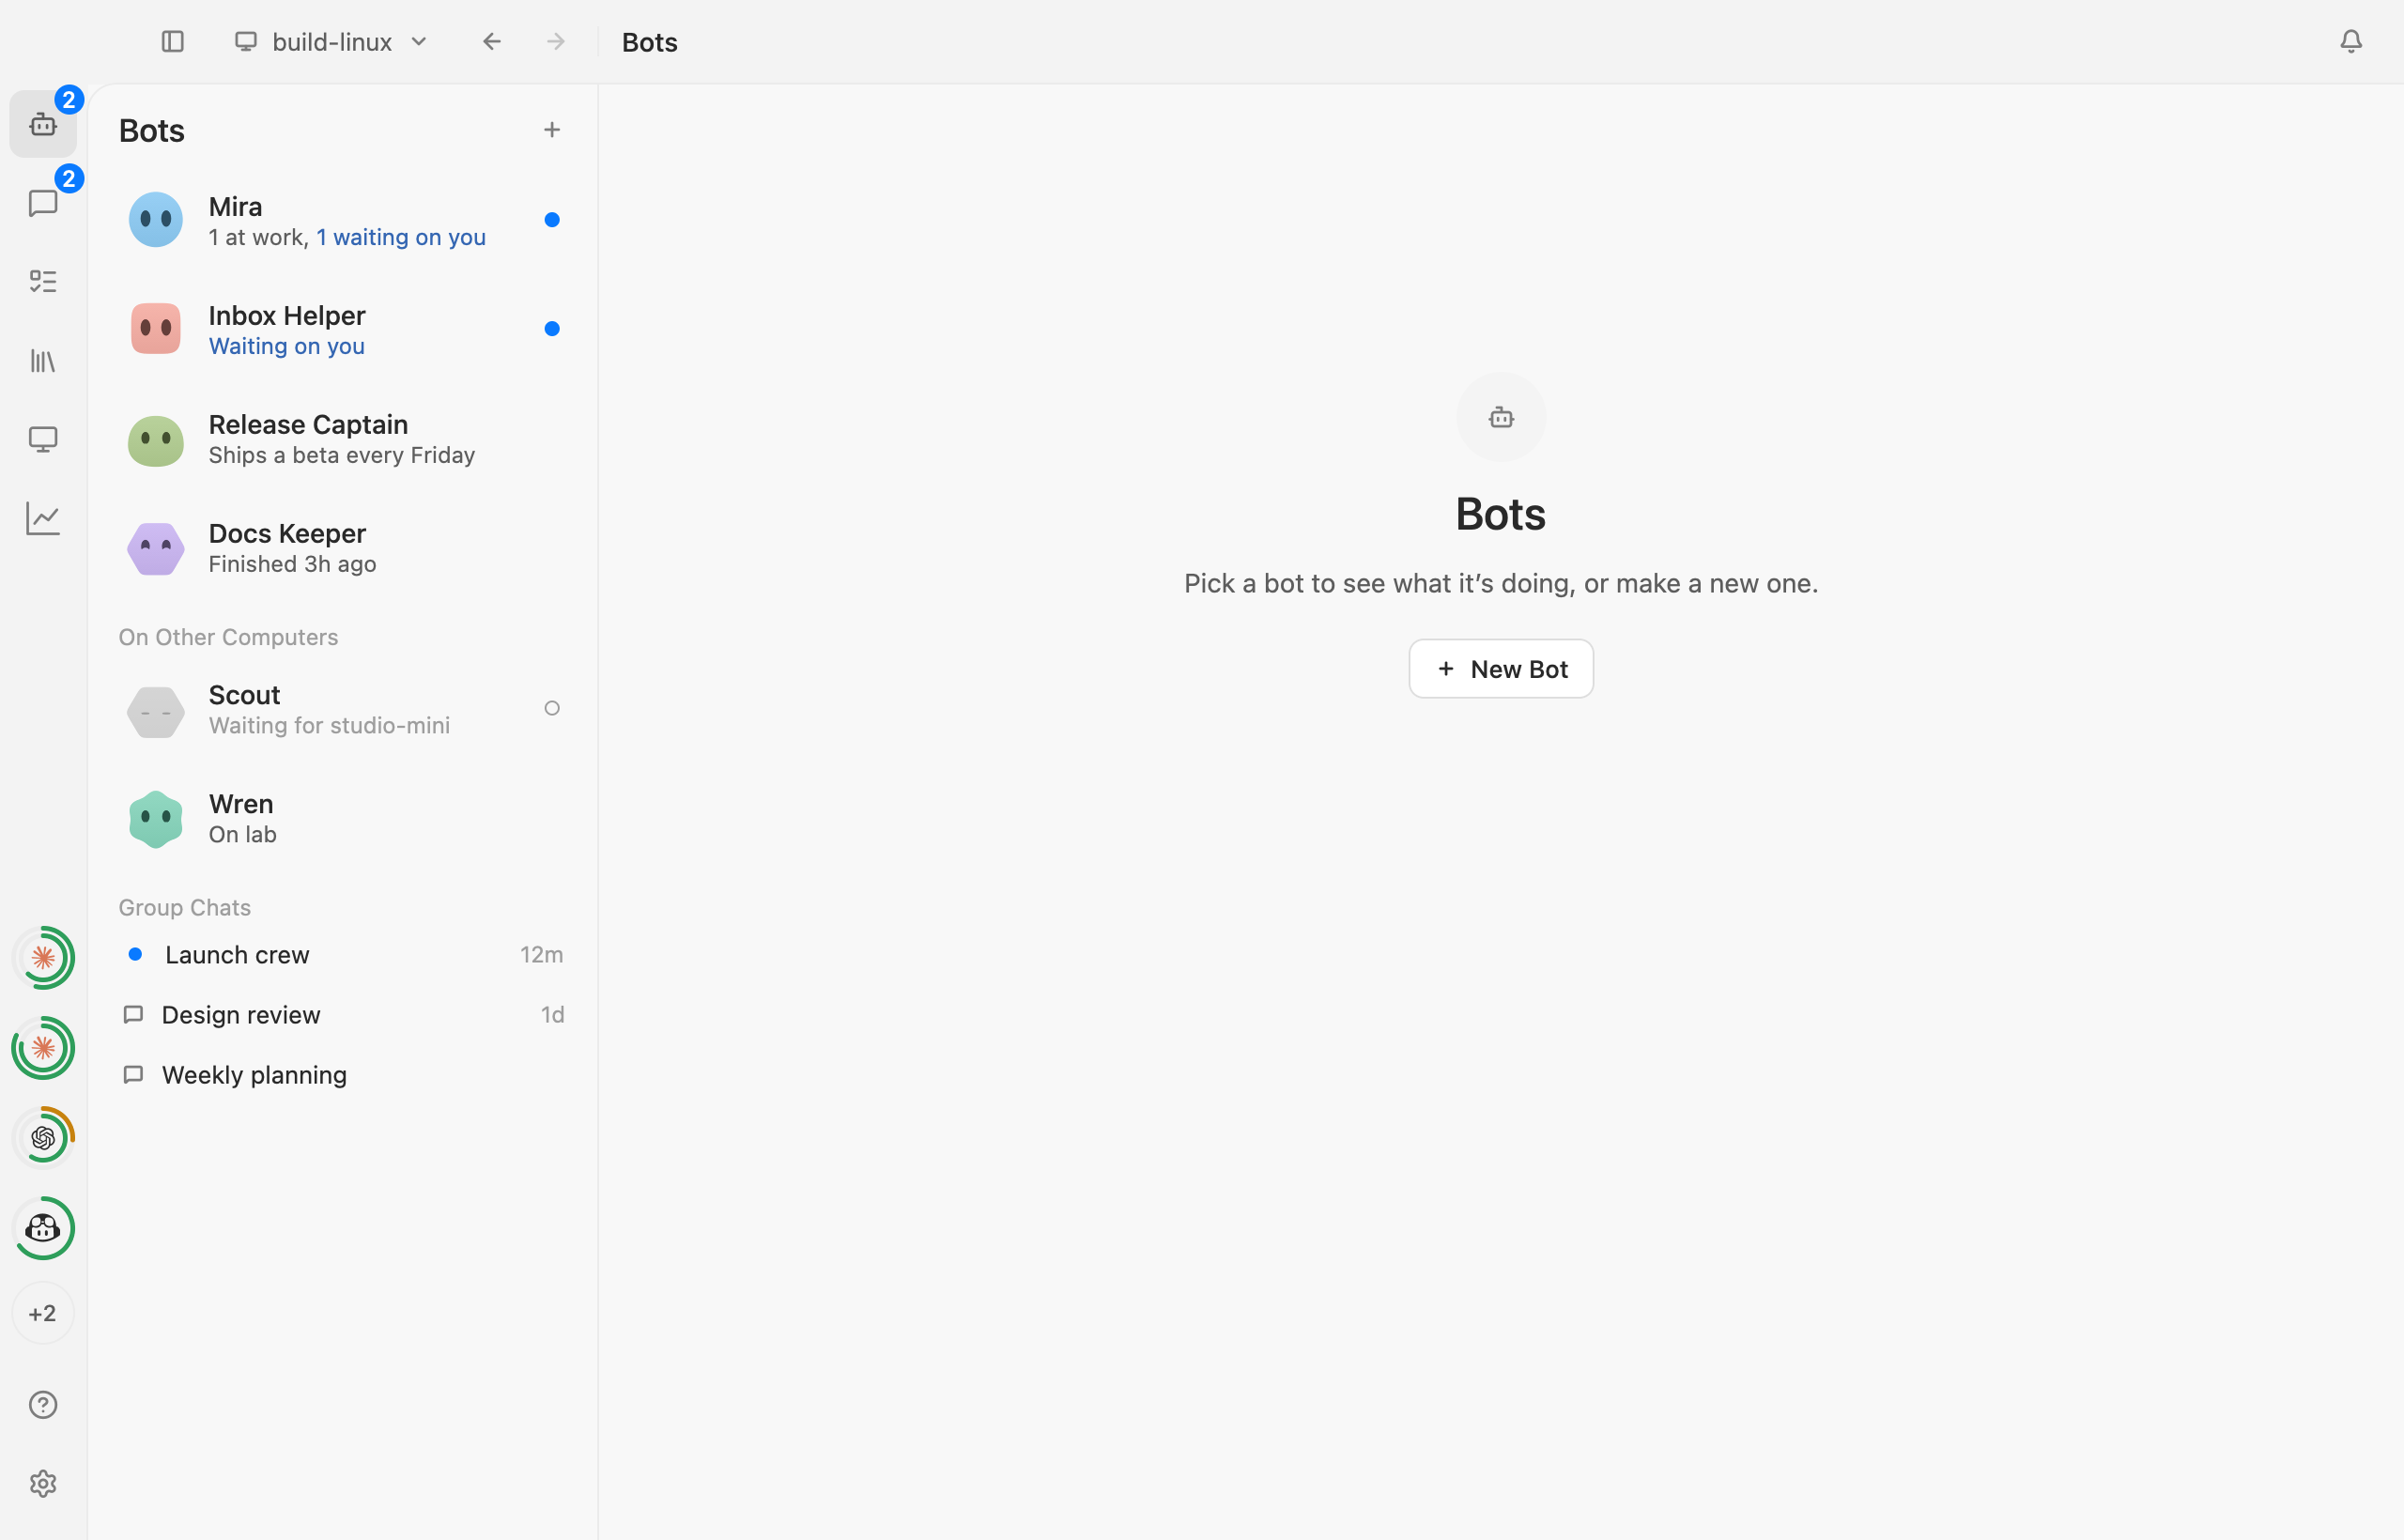 build-linux
Bots
2
2
Bots
Mira
1 at work, 1 waiting on you
Inbox Helper
Waiting on you
Release Captain
Ships a beta every Friday
Docs Keeper
Finished 3h ago
On Other Computers
Scout
Waiting for studio-mini
Wren
On lab
Group Chats
Launch crew 12m
Design review 1d
Weekly planning
+2
Bots
Pick a bot to see what it’s doing, or make a new one.
+ New Bot